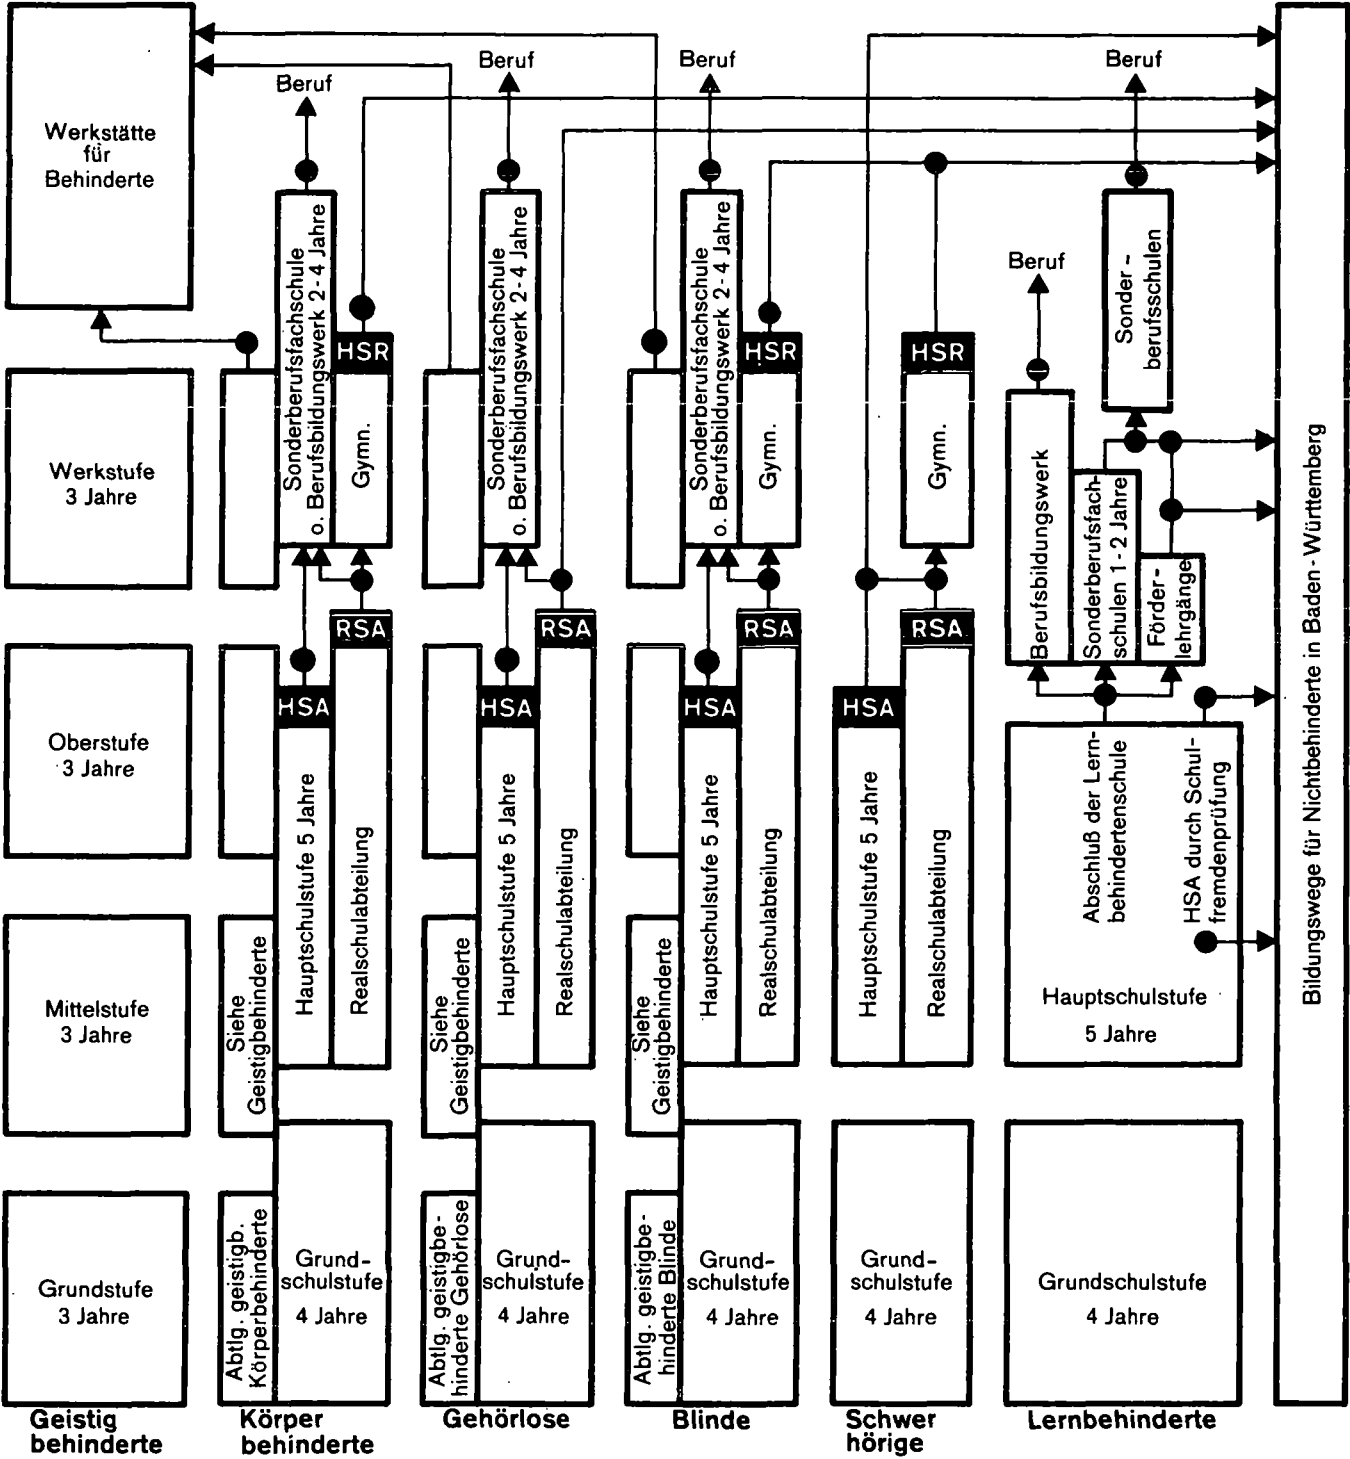 Werkstätte
für
Behinderte
Werkstufe
3 Jahre
Oberstufe
3 Jahre
Mittelstufe
3 Jahre
Grundstufe
3 Jahre
Geistig
behinderte
Beruf
Sonderberufsfachschule
o. Berufsbildungswerk 2-4 Jahre
HSR
Gymn.
RSA
HSA
Hauptschulstufe 5 Jahre
Realschulabteilung
Siehe
Geistigbehinderte
Abtlg. geistigb.
Körperbehinderte
Grund-
schulstufe
4 Jahre
Körper
behinderte
Beruf
Sonderberufsfachschule
o. Berufsbildungswerk 2-4 Jahre
RSA
HSA
Hauptschulstufe 5 Jahre
Realschulabteilung
Siehe
Geistigbehinderte
Abtlg. geistigbe-
hinderte Gehörlose
Grund-
schulstufe
4 Jahre
Gehörlose
Beruf
Sonderberufsfachschule
o. Berufsbildungswerk 2-4 Jahre
HSR
Gymn.
RSA
HSA
Hauptschulstufe 5 Jahre
Realschulabteilung
Siehe
Geistigbehinderte
Abtlg. geistigbe-
hinderte Blinde
Grund-
schulstufe
4 Jahre
Blinde
HSR
Gymn.
RSA
HSA
Hauptschulstufe 5 Jahre
Realschulabteilung
Grund-
schulstufe
4 Jahre
Schwer
hörige
Beruf
Sonder-
berufsschulen
Beruf
Berufsbildungswerk
Sonderberufsfach-
schulen 1-2 Jahre
Förder-
lehrgänge
Abschluß der Lern-
behindertenschule
HSA durch Schul-
fremdenprüfung
Hauptschulstufe
5 Jahre
Grundschulstufe
4 Jahre
Lernbehinderte
Bildungswege für Nichtbehinderte in Baden-Württemberg